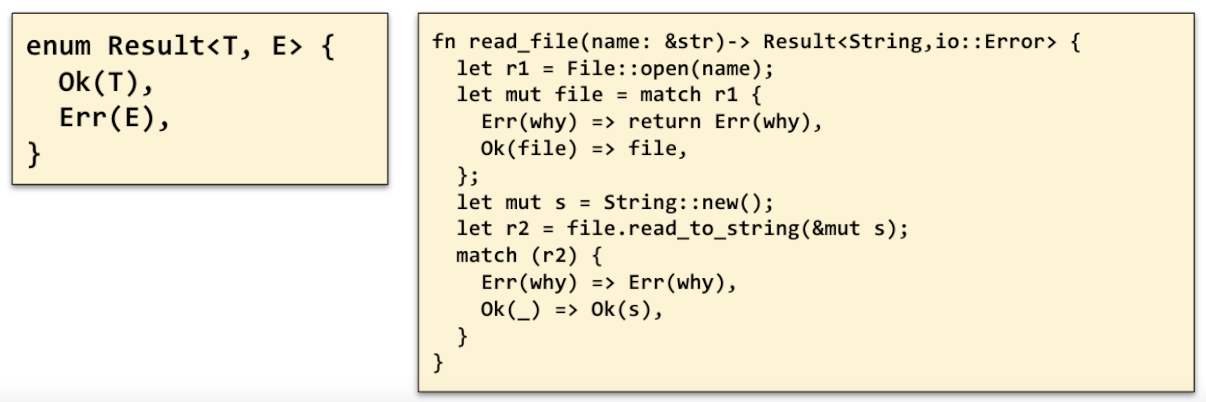 enum Result<T, E> {
  Ok(T),
  Err(E),
}
fn read_file(name: &str)-> Result<String,io::Error> {
  let r1 = File::open(name);
  let mut file = match r1 {
    Err(why) => return Err(why),
    Ok(file) => file,
  };
  let mut s = String::new();
  let r2 = file.read_to_string(&mut s);
  match (r2) {
    Err(why) => Err(why),
    Ok(_) => Ok(s),
  }
}